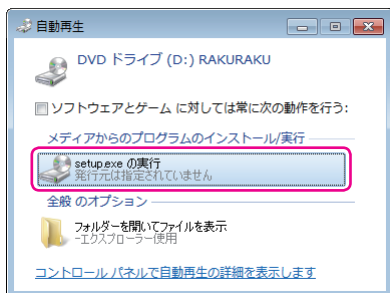 自動再生
DVD ドライブ (D:) RAKURAKU
ソフトウェアとゲーム に対しては常に次の動作を行う:
メディアからのプログラムのインストール/実行
setup.exe の実行
発行元は指定されていません
全般 のオプション
フォルダーを開いてファイルを表示
-エクスプローラー使用
コントロール パネルで自動再生の詳細を表示します